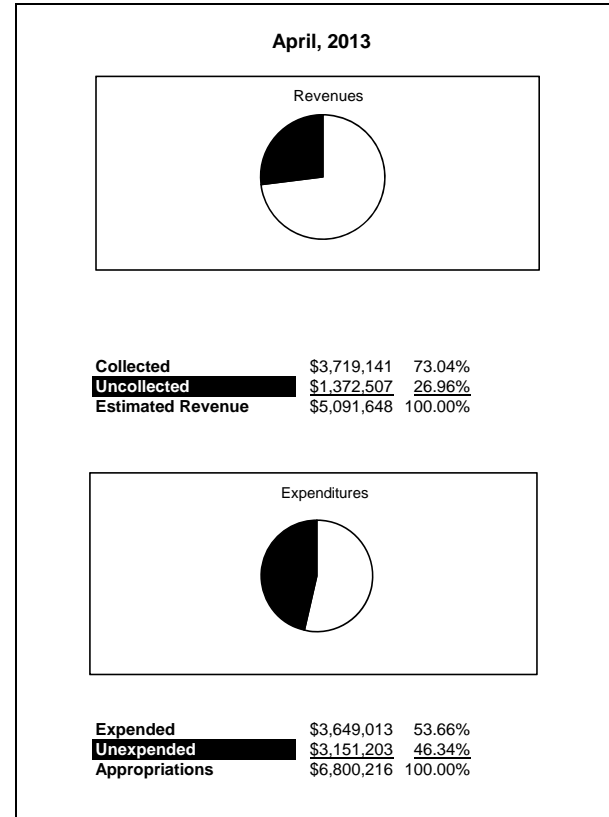 April, 2013
Revenues
Collected $3,719,141 73.04%
Uncollected $1,372,507 26.96%
Estimated Revenue $5,091,648 100.00%
Expenditures
Expended $3,649,013 53.66%
Unexpended $3,151,203 46.34%
Appropriations $6,800,216 100.00%